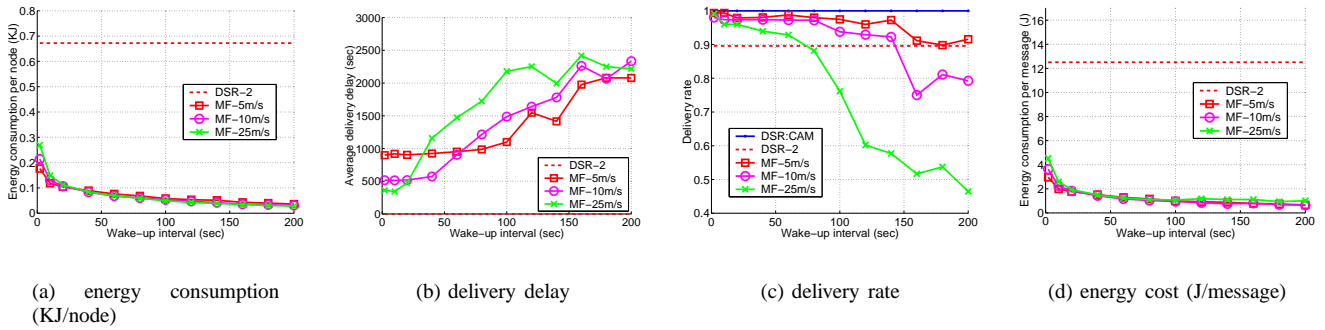 Energy consumption per node (KJ)
0.8
0.7
0.6
0.5
0.4
0.3
0.2
0.1
0
DSR−2
MF−5m/s
MF−10m/s
MF−25m/s
0 50 100 150 200
Wake−up interval (sec)
(a) energy consumption
(KJ/node)
Average delivery delay (sec)
3000
2500
2000
1500
1000
500
0
DSR−2
MF−5m/s
MF−10m/s
MF−25m/s
0 50 100 150 200
Wake−up interval (sec)
(b) delivery delay
Delivery rate
1
0.9
0.8
0.7
0.6
0.5
0.4
DSR:CAM
DSR−2
MF−5m/s
MF−10m/s
MF−25m/s
0 50 100 150 200
Wake−up interval (sec)
(c) delivery rate
Energy consumption per message (J)
16
14
12
10
8
6
4
2
0
DSR−2
MF−5m/s
MF−10m/s
MF−25m/s
0 50 100 150 200
Wake−up interval (sec)
(d) energy cost (J/message)